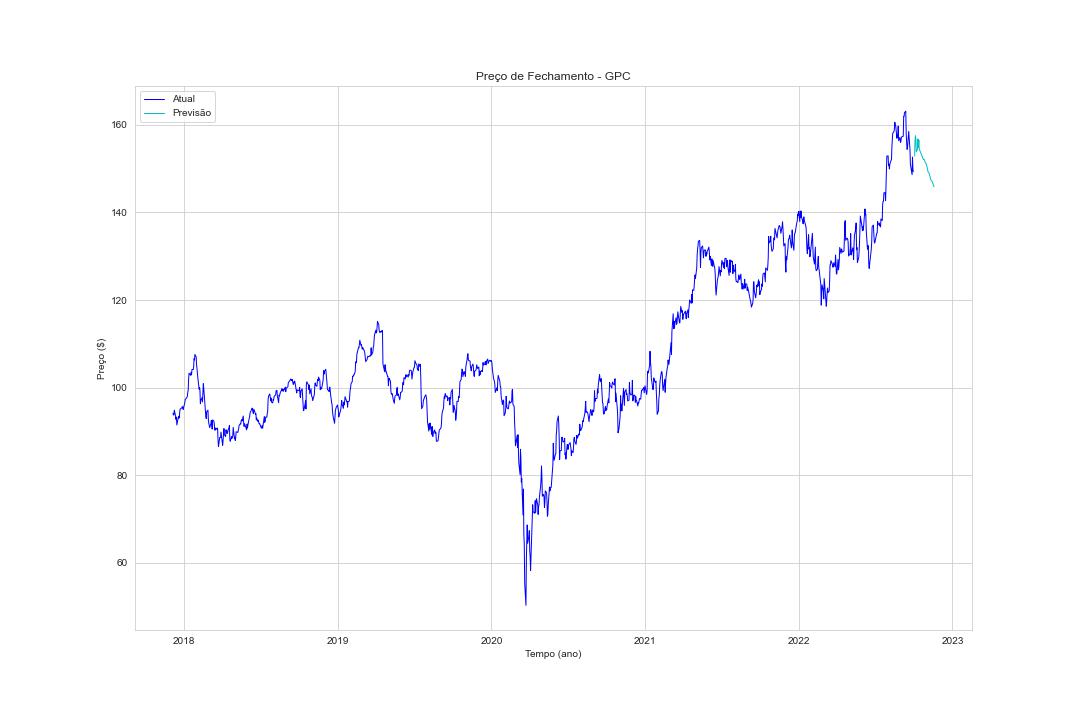 Preço de Fechamento - GPC
Atual
Previsão
160
140
120
100
80
60
Preço ($)
2018
2019
2020
2021
2022
2023
Tempo (ano)